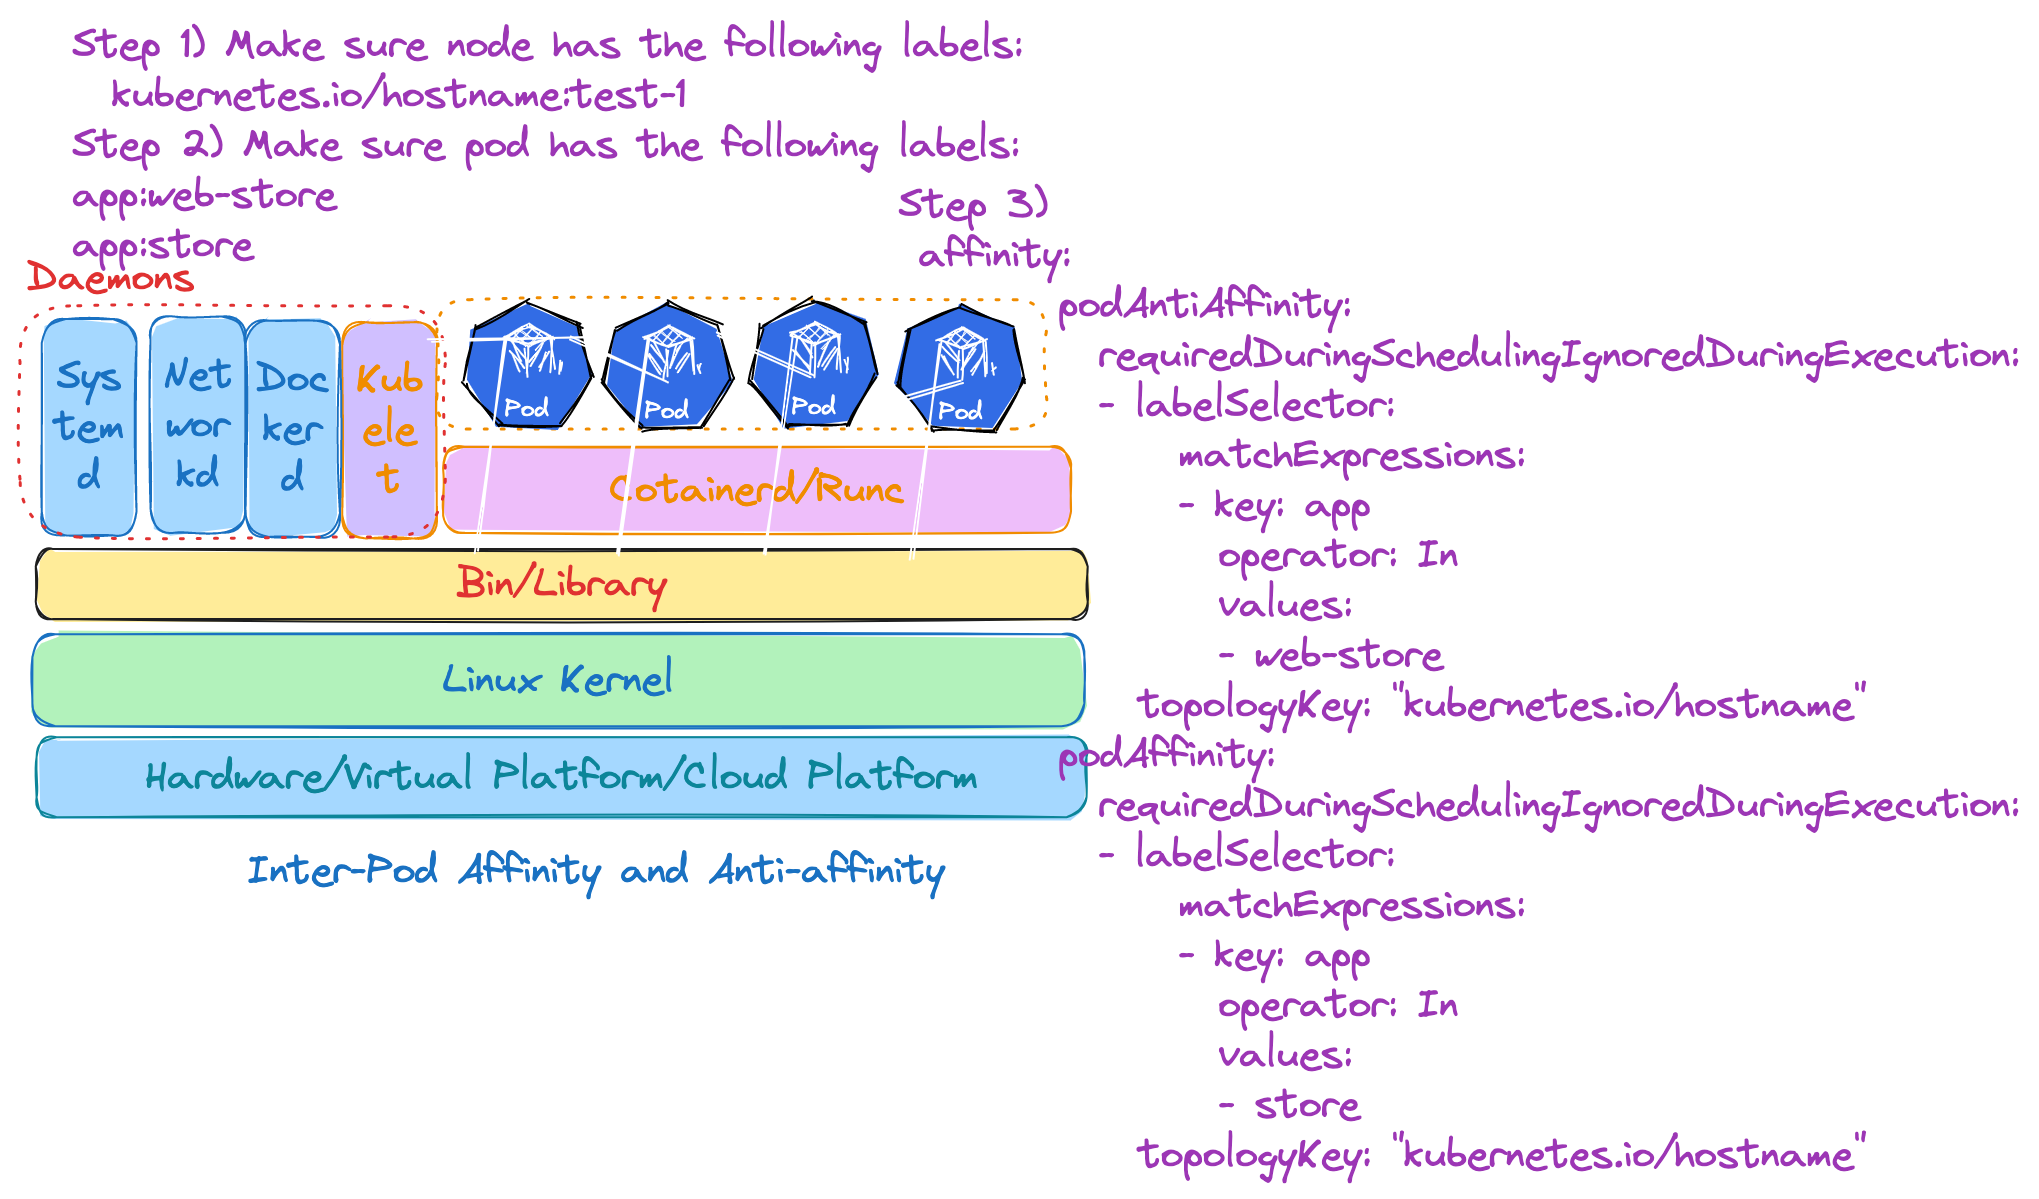 Step 1) Make sure node has the following labels:
kubernetes.io/hostname:test-1
Step 2) Make sure pod has the following labels:
app:web-store
app:store
Step 3)
affinity:
podAntiAffinity:
requiredDuringSchedulingIgnoredDuringExecution:
- labelSelector:
matchExpressions:
- key: app
operator: In
values:
- web-store
topologyKey: "kubernetes.io/hostname"
podAffinity:
requiredDuringSchedulingIgnoredDuringExecution:
- labelSelector:
matchExpressions:
- key: app
operator: In
values:
- store
topologyKey: "kubernetes.io/hostname"
Daemons
Sys
tem
d
Net
wor
kd
Doc
ker
d
Kub
ele
t
Pod
Pod
Pod
Pod
Cotainerd/Runc
Bin/Library
Linux Kernel
Hardware/Virtual Platform/Cloud Platform
Inter-Pod Affinity and Anti-affinity